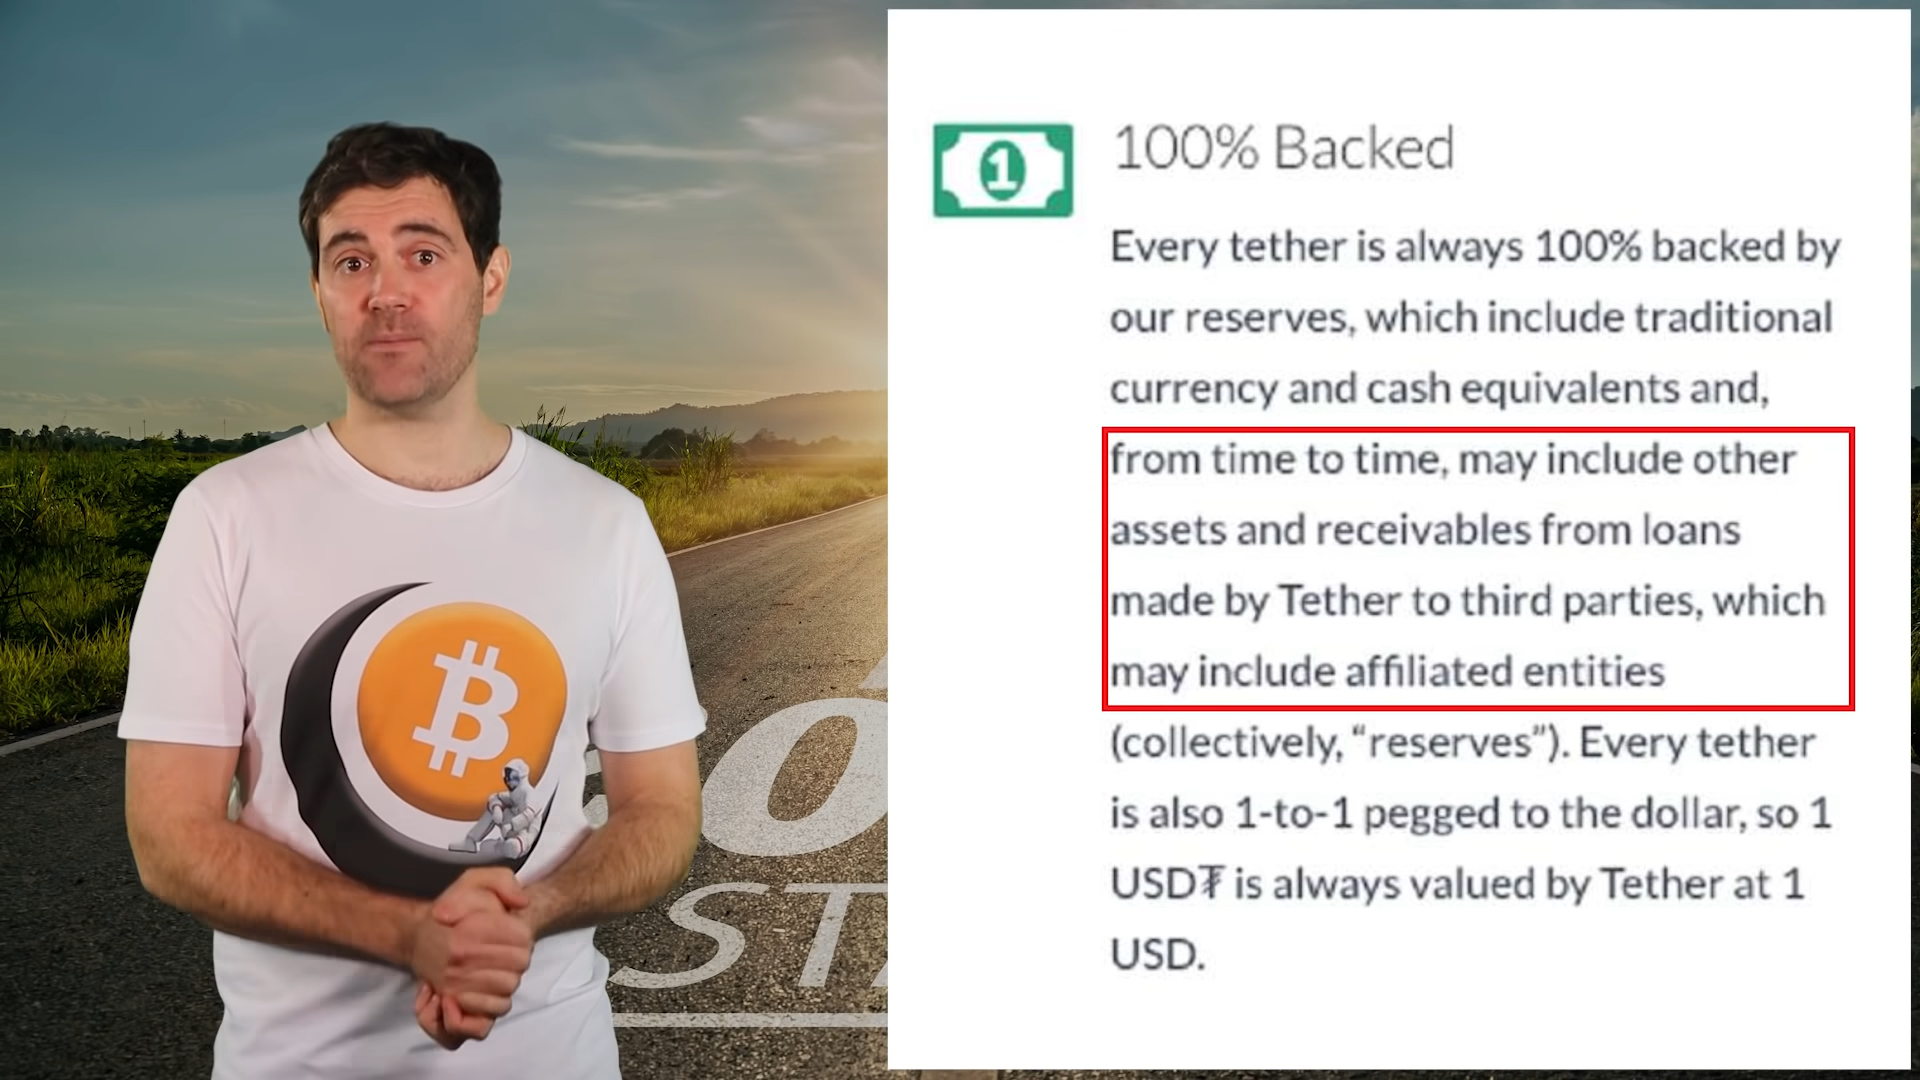 1
100% Backed
Every tether is always 100% backed by
our reserves, which include traditional
currency and cash equivalents and,
from time to time, may include other
assets and receivables from loans
made by Tether to third parties, which
may include affiliated entities
(collectively, “reserves”). Every tether
is also 1-to-1 pegged to the dollar, so 1
USD₮ is always valued by Tether at 1
USD.
₿